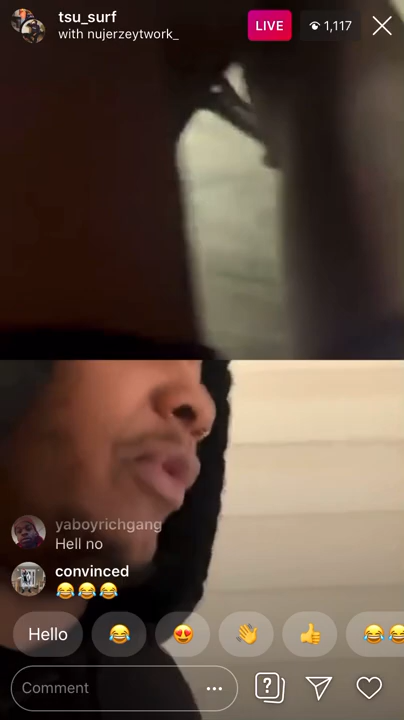 tsu_surf
with nujerzeytwork_
LIVE
1,117
yaboyrichgang
Hell no
convinced
😂😂😂
Hello
Comment